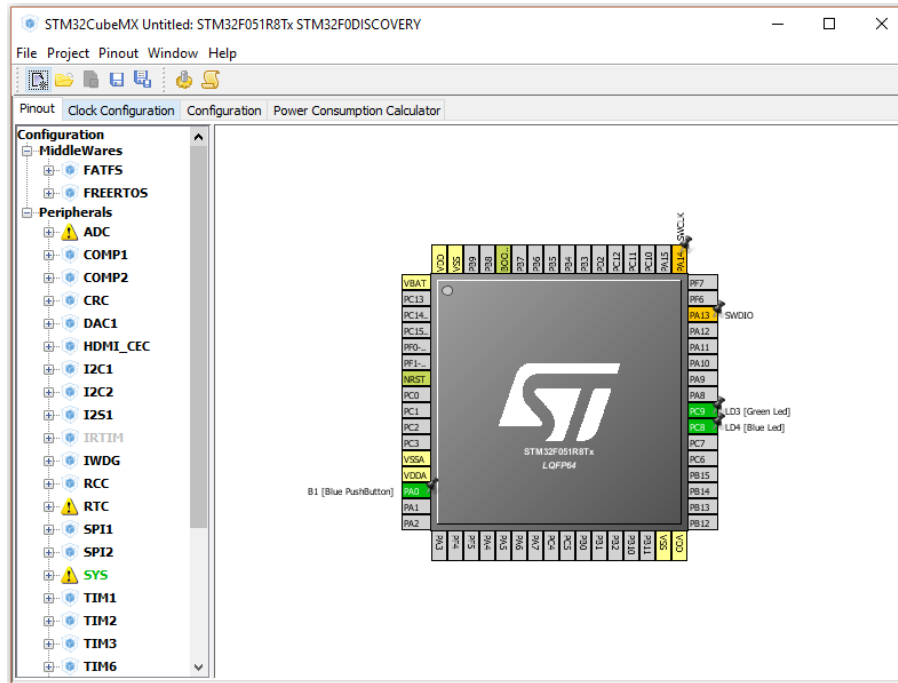 STM32CubeMX Untitled: STM32F051R8Tx STM32F0DISCOVERY
File Project Pinout Window Help
Pinout Clock Configuration Configuration Power Consumption Calculator
Configuration
MiddleWares
FATFS
FREERTOS
Peripherals
ADC
COMP1
COMP2
CRC
DAC1
HDMI_CEC
I2C1
I2C2
I2S1
IRTIM
IWDG
RCC
RTC
SPI1
SPI2
SYS
TIM1
TIM2
TIM3
TIM6
SWCLK
VDD VSS PB9 PB8 BOO... PB7 PB6 PB5 PB4 PB3 PD2 PC12 PC11 PC10 PA15 PA14
VBAT
PC13
PC14..
PC15..
PF0-..
PF1-..
NRST
PC0
PC1
PC2
PC3
VSSA
VDDA
B1 [Blue PushButton] PA0
PA1
PA2
PF7
PF6
PA13 SWDIO
PA12
PA11
PA10
PA9
PA8
PC9 LD3 [Green Led]
PC8 LD4 [Blue Led]
PC7
PC6
PB15
PB14
PB13
PB12
ST
STM32F051R8Tx
LQFP64
PA3 PF4 PF5 PA4 PA5 PA6 PA7 PC4 PC5 PB0 PB1 PB2 PB10 PB11 VSS VDD